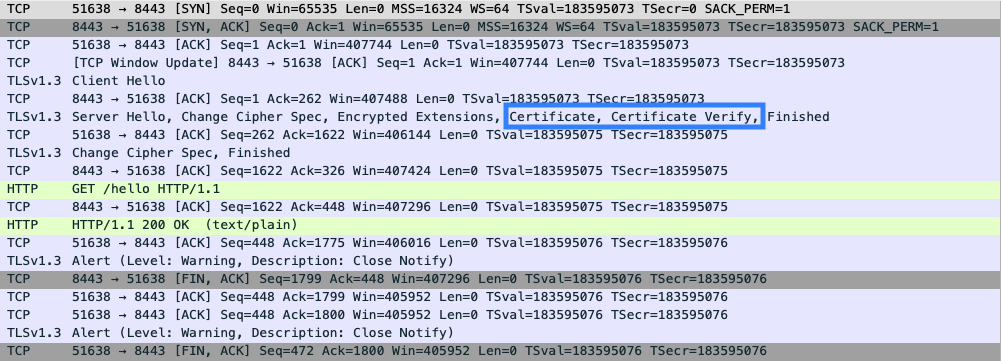 TCP 51638 → 8443 [SYN] Seq=0 Win=65535 Len=0 MSS=16324 WS=64 TSval=183595073 TSecr=0 SACK_PERM=1
TCP 8443 → 51638 [SYN, ACK] Seq=0 Ack=1 Win=65535 Len=0 MSS=16324 WS=64 TSval=183595073 TSecr=183595073 SACK_PERM=1
TCP 51638 → 8443 [ACK] Seq=1 Ack=1 Win=407744 Len=0 TSval=183595073 TSecr=183595073
TCP [TCP Window Update] 8443 → 51638 [ACK] Seq=1 Ack=1 Win=407744 Len=0 TSval=183595073 TSecr=183595073
TLSv1.3 Client Hello
TCP 8443 → 51638 [ACK] Seq=1 Ack=262 Win=407488 Len=0 TSval=183595073 TSecr=183595073
TLSv1.3 Server Hello, Change Cipher Spec, Encrypted Extensions, Certificate, Certificate Verify, Finished
TCP 51638 → 8443 [ACK] Seq=262 Ack=1622 Win=406144 Len=0 TSval=183595075 TSecr=183595075
TLSv1.3 Change Cipher Spec, Finished
TCP 8443 → 51638 [ACK] Seq=1622 Ack=326 Win=407424 Len=0 TSval=183595075 TSecr=183595075
HTTP GET /hello HTTP/1.1
TCP 8443 → 51638 [ACK] Seq=1622 Ack=448 Win=407296 Len=0 TSval=183595076 TSecr=183595076
HTTP HTTP/1.1 200 OK (text/plain)
TCP 51638 → 8443 [ACK] Seq=448 Ack=1775 Win=406016 Len=0 TSval=183595076 TSecr=183595076
TLSv1.3 Alert (Level: Warning, Description: Close Notify)
TCP 8443 → 51638 [FIN, ACK] Seq=1799 Ack=448 Win=407296 Len=0 TSval=183595076 TSecr=183595076
TCP 51638 → 8443 [ACK] Seq=448 Ack=1799 Win=405952 Len=0 TSval=183595076 TSecr=183595076
TCP 51638 → 8443 [ACK] Seq=448 Ack=1800 Win=405952 Len=0 TSval=183595076 TSecr=183595076
TLSv1.3 Alert (Level: Warning, Description: Close Notify)
TCP 51638 → 8443 [FIN, ACK] Seq=472 Ack=1800 Win=405952 Len=0 TSval=183595076 TSecr=183595076